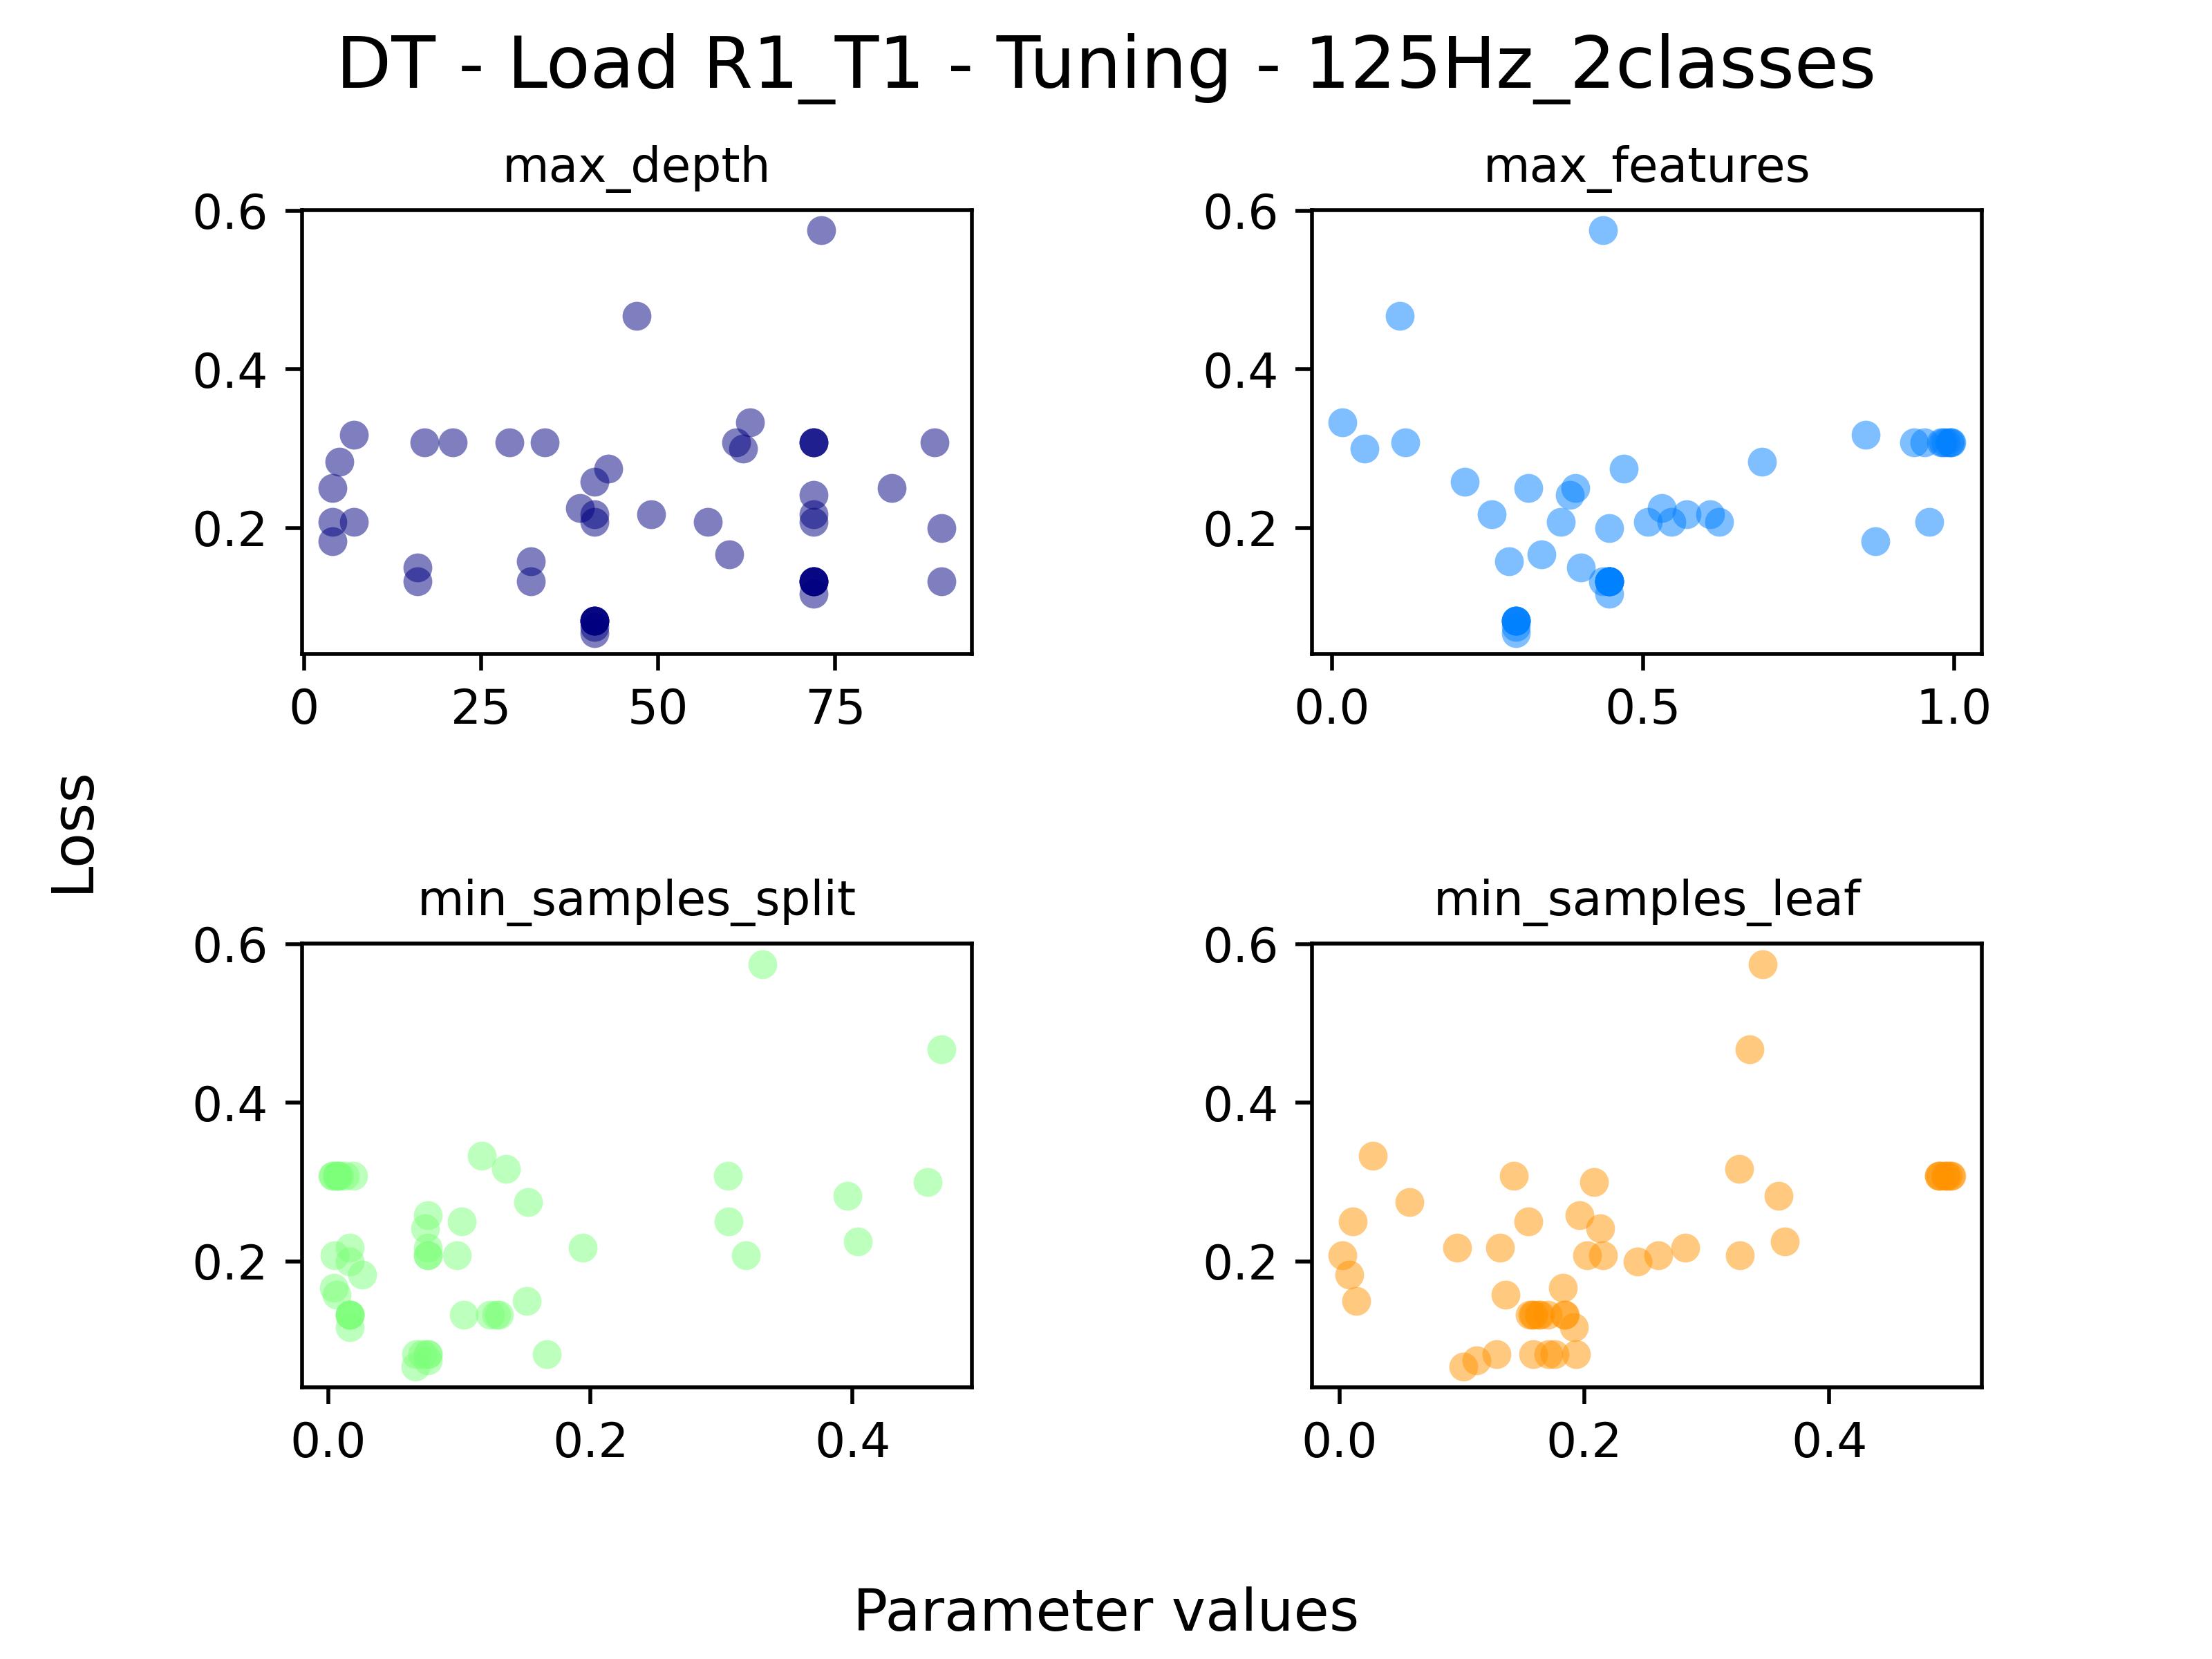 DT - Load R1_T1 - Tuning - 125Hz_2classes
max_depth
0.6
0.4
0.2
0 25 50 75
max_features
0.6
0.4
0.2
0.0 0.5 1.0
Loss
min_samples_split
0.6
0.4
0.2
0.0 0.2 0.4
min_samples_leaf
0.6
0.4
0.2
0.0 0.2 0.4
Parameter values